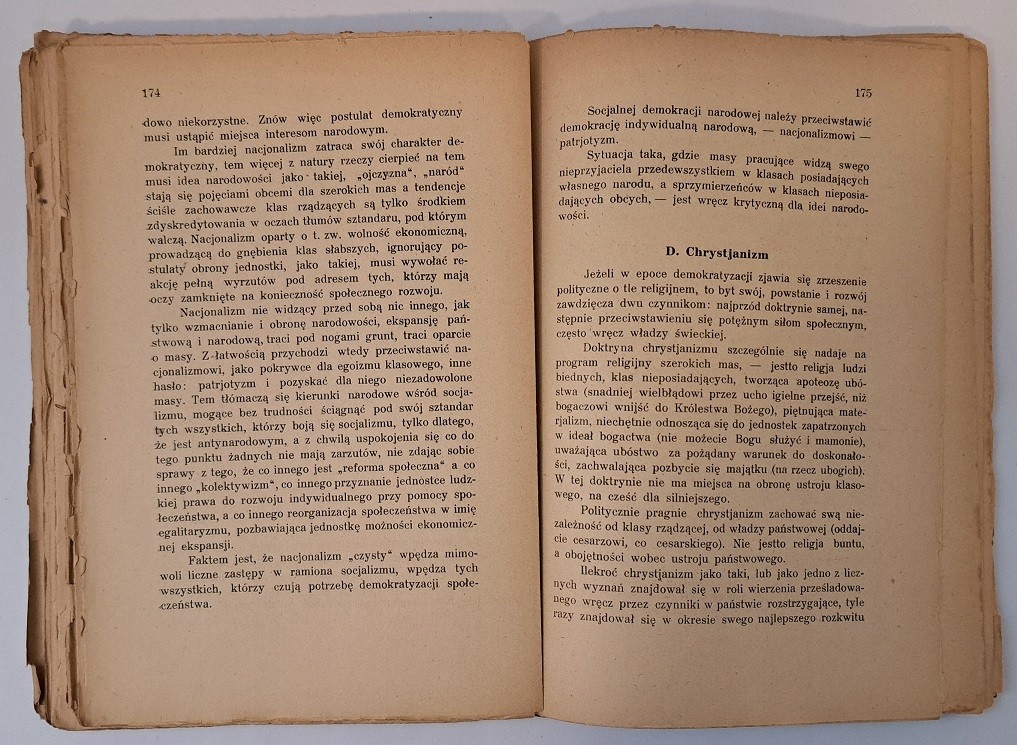 174
dowo niekorzystne. Znów więc postulat demokratyczny
musi ustąpić miejsca interesom narodowym.
Im bardziej nacjonalizm zatraca swój charakter de-
mokratyczny, tem więcej z natury rzeczy cierpieć na tem
musi idea narodowości jako takiej, „ojczyzna“, „naród“
stają się pojęciami obcemi dla szerokich mas a tendencje
ściśle zachowawcze klas rządzących są tylko środkiem
zdyskredytowania w oczach tłumów sztandaru, pod którym
walczą. Nacjonalizm oparty o t. zw. wolność ekonomiczną,
prowadzącą do gnębienia klas słabszych, ignorujący po-
stulaty obrony jednostki, jako takiej, musi wywołać re-
akcję pełną wyrzutów pod adresem tych, którzy mają
oczy zamknięte na konieczność społecznego rozwoju.
Nacjonalizm nie widzący przed sobą nic innego, jak
tylko wzmacnianie i obronę narodowości, ekspansję pań-
stwową i narodową, traci pod nogami grunt, traci oparcie
o masy. Z łatwością przychodzi wtedy przeciwstawić na-
cjonalizmowi, jako pokrywce dla egoizmu klasowego, inne
hasło: patrjotyzm i pozyskać dla niego niezadowolone
masy. Tem tłómaczą się kierunki narodowe wśród socja-
lizmu, mogące bez trudności ściągnąć pod swój sztandar
tych wszystkich, którzy boją się socjalizmu, tylko dlatego,
że jest antynarodowym, a z chwilą uspokojenia się co do
tego punktu żadnych nie mają zarzutów, nie zdając sobie
sprawy z tego, że co innego jest „reforma społeczna“ a co
innego „kolektywizm“, co innego przyznanie jednostce ludz-
kiej prawa do rozwoju indywidualnego przy pomocy spo-
łeczeństwa, a co innego reorganizacja społeczeństwa w imię
egalitaryzmu, pozbawiająca jednostkę możności ekonomicz-
nej ekspansji.
Faktem jest, że nacjonalizm „czysty“ wpędza mimo-
woli liczne zastępy w ramiona socjalizmu, wpędza tych
wszystkich, którzy czują potrzebę demokratyzacji społe-
czeństwa.
175
Socjalnej demokracji narodowej należy przeciwstawić
demokrację indywidualną narodową, — nacjonalizmowi —
patrjotyzm.
Sytuacja taka, gdzie masy pracujące widzą swego
nieprzyjaciela przedewszystkiem w klasach posiadających
własnego narodu, a sprzymierzeńców w klasach nieposia-
dających obcych, — jest wręcz krytyczną dla idei narodo-
wości.
D. Chrystjanizm
Jeżeli w epoce demokratyzacji zjawia się zrzeszenie
polityczne o tle religijnem, to byt swój, powstanie i rozwój
zawdzięcza dwu czynnikom: najprzód doktrynie samej, na-
stępnie przeciwstawieniu się potężnym siłom społecznym,
często wręcz władzy świeckiej.
Doktryna chrystjanizmu szczególnie się nadaje na
program religijny szerokich mas, — jestto religja ludzi
biednych, klas nieposiadających, tworząca apoteozę ubó-
stwa (snadniej wielbłądowi przez ucho igielne przejść, niż
bogaczowi wnijść do Królestwa Bożego), piętnująca mate-
rjalizm, niechętnie odnosząca się do jednostek zapatrzonych
w ideał bogactwa (nie możecie Bogu służyć i mamonie),
uważająca ubóstwo za pożądany warunek do doskonało-
ści, zachwalająca pozbycie się majątku (na rzecz ubogich).
W tej doktrynie nie ma miejsca na obronę ustroju klaso-
wego, na cześć dla silniejszego.
Politycznie pragnie chrystjanizm zachować swą nie-
zależność od klasy rządzącej, od władzy państwowej (oddaj-
cie cesarzowi, co cesarskiego). Nie jestto religja buntu,
a obojętności wobec ustroju państwowego.
Ilekroć chrystjanizm jako taki, lub jako jedno z licz-
nych wyznań znajdował się w roli wierzenia prześladowa-
nego wręcz przez czynniki w państwie rozstrzygające, tyle
razy znajdował się w okresie swego najlepszego rozkwitu